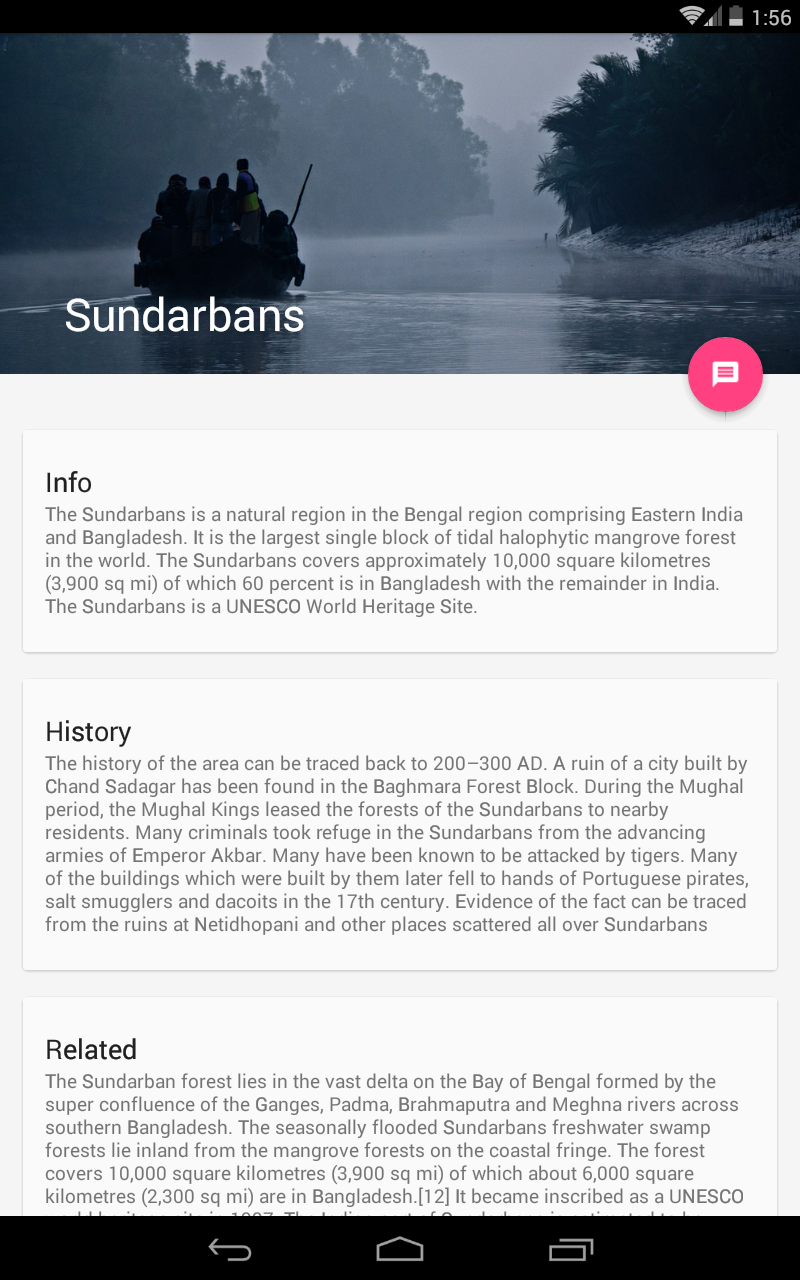 1:56
Sundarbans
Info
The Sundarbans is a natural region in the Bengal region comprising Eastern India
and Bangladesh. It is the largest single block of tidal halophytic mangrove forest
in the world. The Sundarbans covers approximately 10,000 square kilometres
(3,900 sq mi) of which 60 percent is in Bangladesh with the remainder in India.
The Sundarbans is a UNESCO World Heritage Site.
History
The history of the area can be traced back to 200–300 AD. A ruin of a city built by
Chand Sadagar has been found in the Baghmara Forest Block. During the Mughal
period, the Mughal Kings leased the forests of the Sundarbans to nearby
residents. Many criminals took refuge in the Sundarbans from the advancing
armies of Emperor Akbar. Many have been known to be attacked by tigers. Many
of the buildings which were built by them later fell to hands of Portuguese pirates,
salt smugglers and dacoits in the 17th century. Evidence of the fact can be traced
from the ruins at Netidhopani and other places scattered all over Sundarbans
Related
The Sundarban forest lies in the vast delta on the Bay of Bengal formed by the
super confluence of the Ganges, Padma, Brahmaputra and Meghna rivers across
southern Bangladesh. The seasonally flooded Sundarbans freshwater swamp
forests lie inland from the mangrove forests on the coastal fringe. The forest
covers 10,000 square kilometres (3,900 sq mi) of which about 6,000 square
kilometres (2,300 sq mi) are in Bangladesh.[12] It became inscribed as a UNESCO